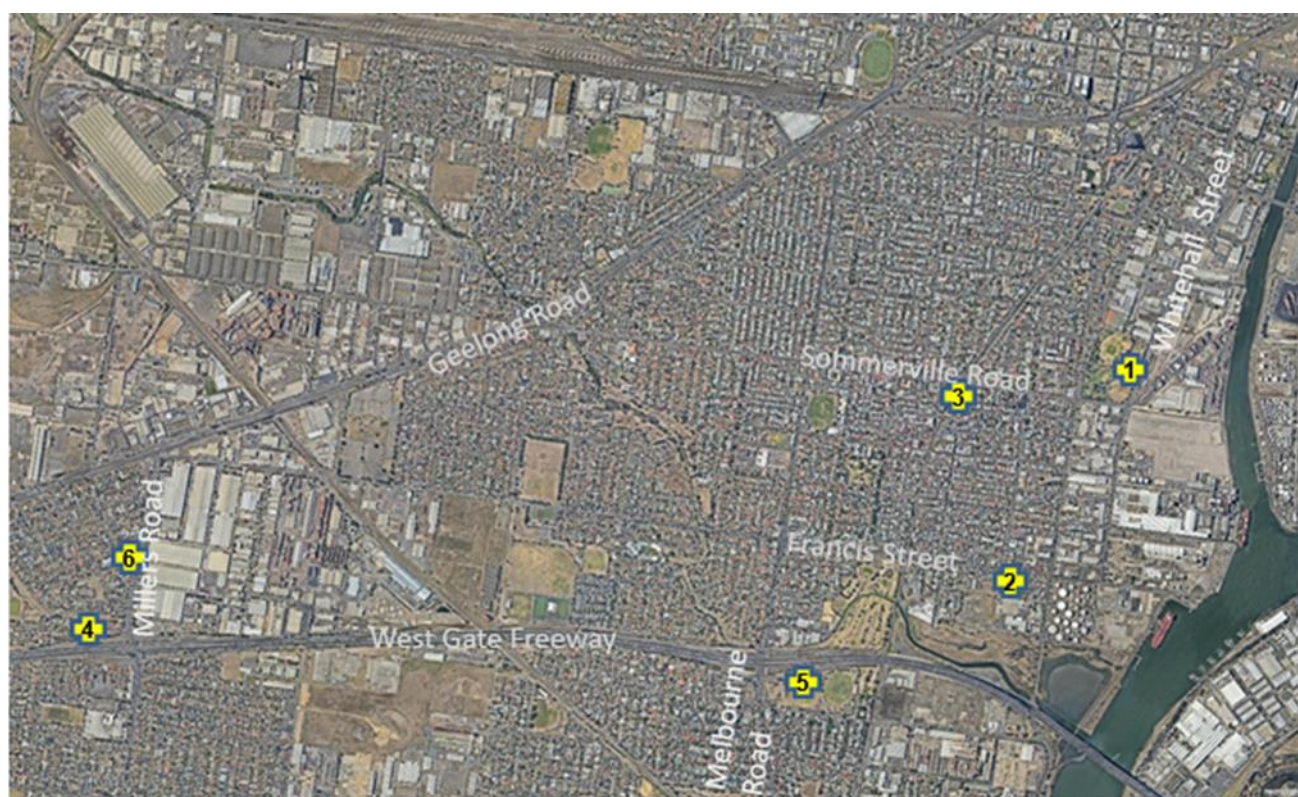 Whitehall Street
1
Geelong Road
Sommerville Road
3
Millers Road
6
Francis Street
2
4
West Gate Freeway
5
Melbourne
Road